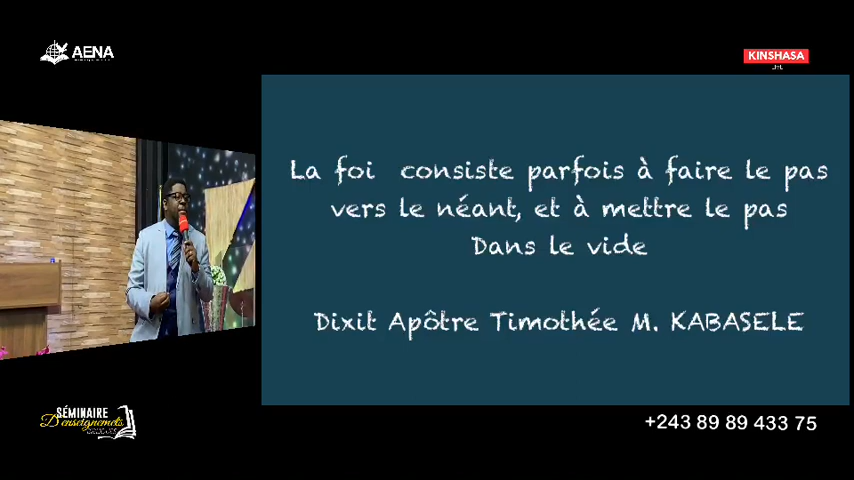 AENA
KINSHASA
La foi consiste parfois à faire le pas
vers le néant, et à mettre le pas
Dans le vide
Dixit Apôtre Timothée M. KABASELE
SÉMINAIRE
D'enseignemets
+243 89 89 433 75